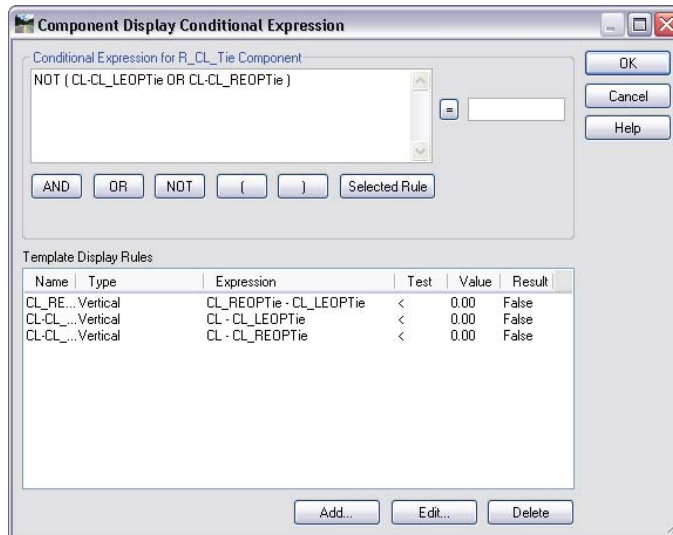 Component Display Conditional Expression
Conditional Expression for R_CL_Tie Component
NOT ( CL-CL_LEOPTie OR CL-CL_REOPTie )
=
AND OR NOT ( ) Selected Rule
OK
Cancel
Help
Template Display Rules
Name Type Expression Test Value Result
CL_RE... Vertical CL_REOPTie - CL_LEOPTie < 0.00 False
CL-CL_... Vertical CL - CL_LEOPTie < 0.00 False
CL-CL_... Vertical CL - CL_REOPTie < 0.00 False
Add... Edit... Delete